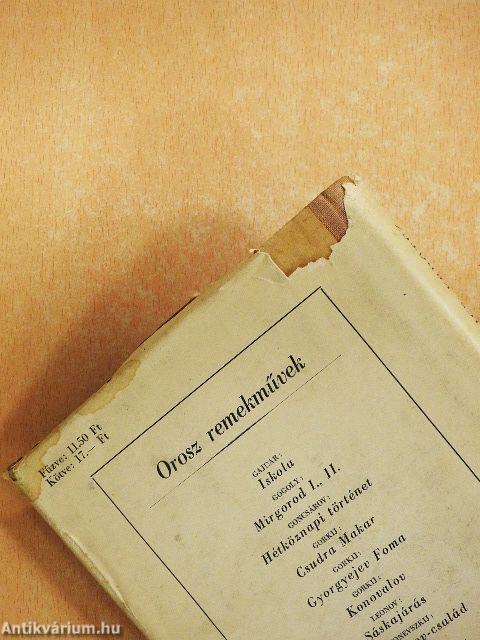 Fűzve: 11,50 Ft
Kötve: 17.— Ft
Orosz remekművek
GAJDAR:
Iskola
GOGOLY:
Mirgorod I., II.
GONCSÁROV:
Hétköznapi történet
GORKIJ:
Csudra Makar
GORKIJ:
Gyorgyejev Foma
GORKIJ:
Konovalov
LEONOV:
Sáskajárás
Antikvárium.hu